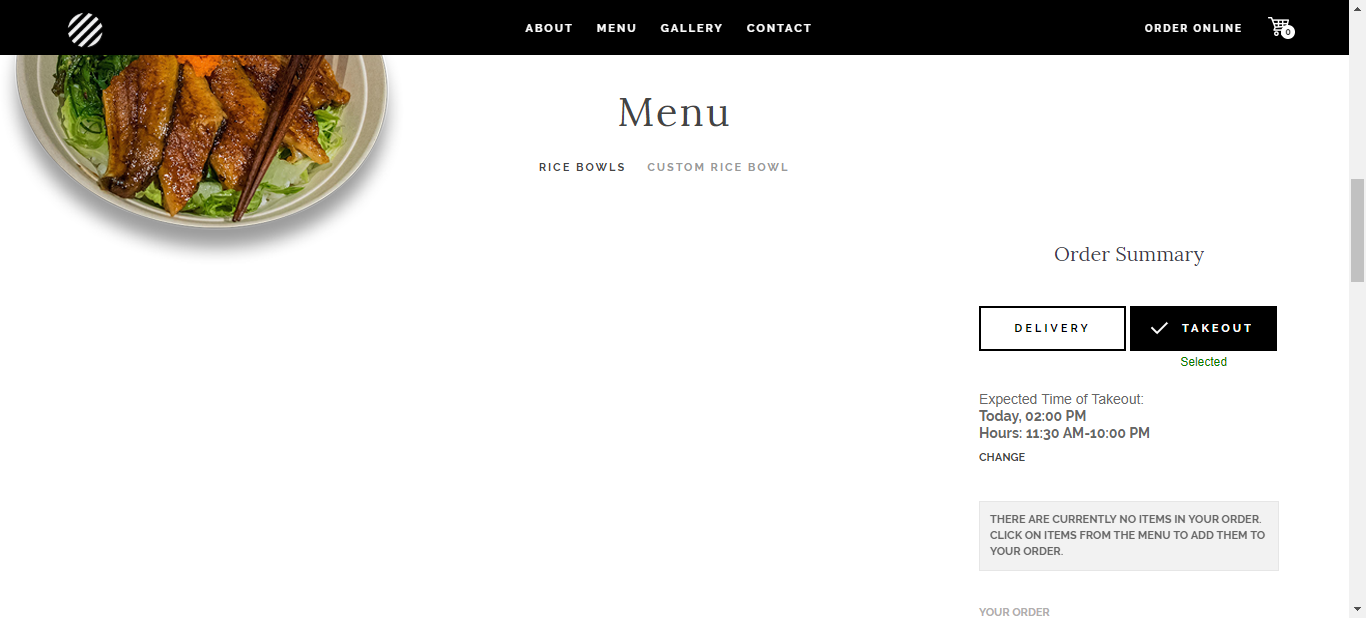 ABOUT MENU GALLERY CONTACT ORDER ONLINE 0
Menu
RICE BOWLS CUSTOM RICE BOWL
Order Summary
DELIVERY TAKEOUT
Selected
Expected Time of Takeout:
Today, 02:00 PM
Hours: 11:30 AM-10:00 PM
CHANGE
THERE ARE CURRENTLY NO ITEMS IN YOUR ORDER.
CLICK ON ITEMS FROM THE MENU TO ADD THEM TO
YOUR ORDER.
YOUR ORDER